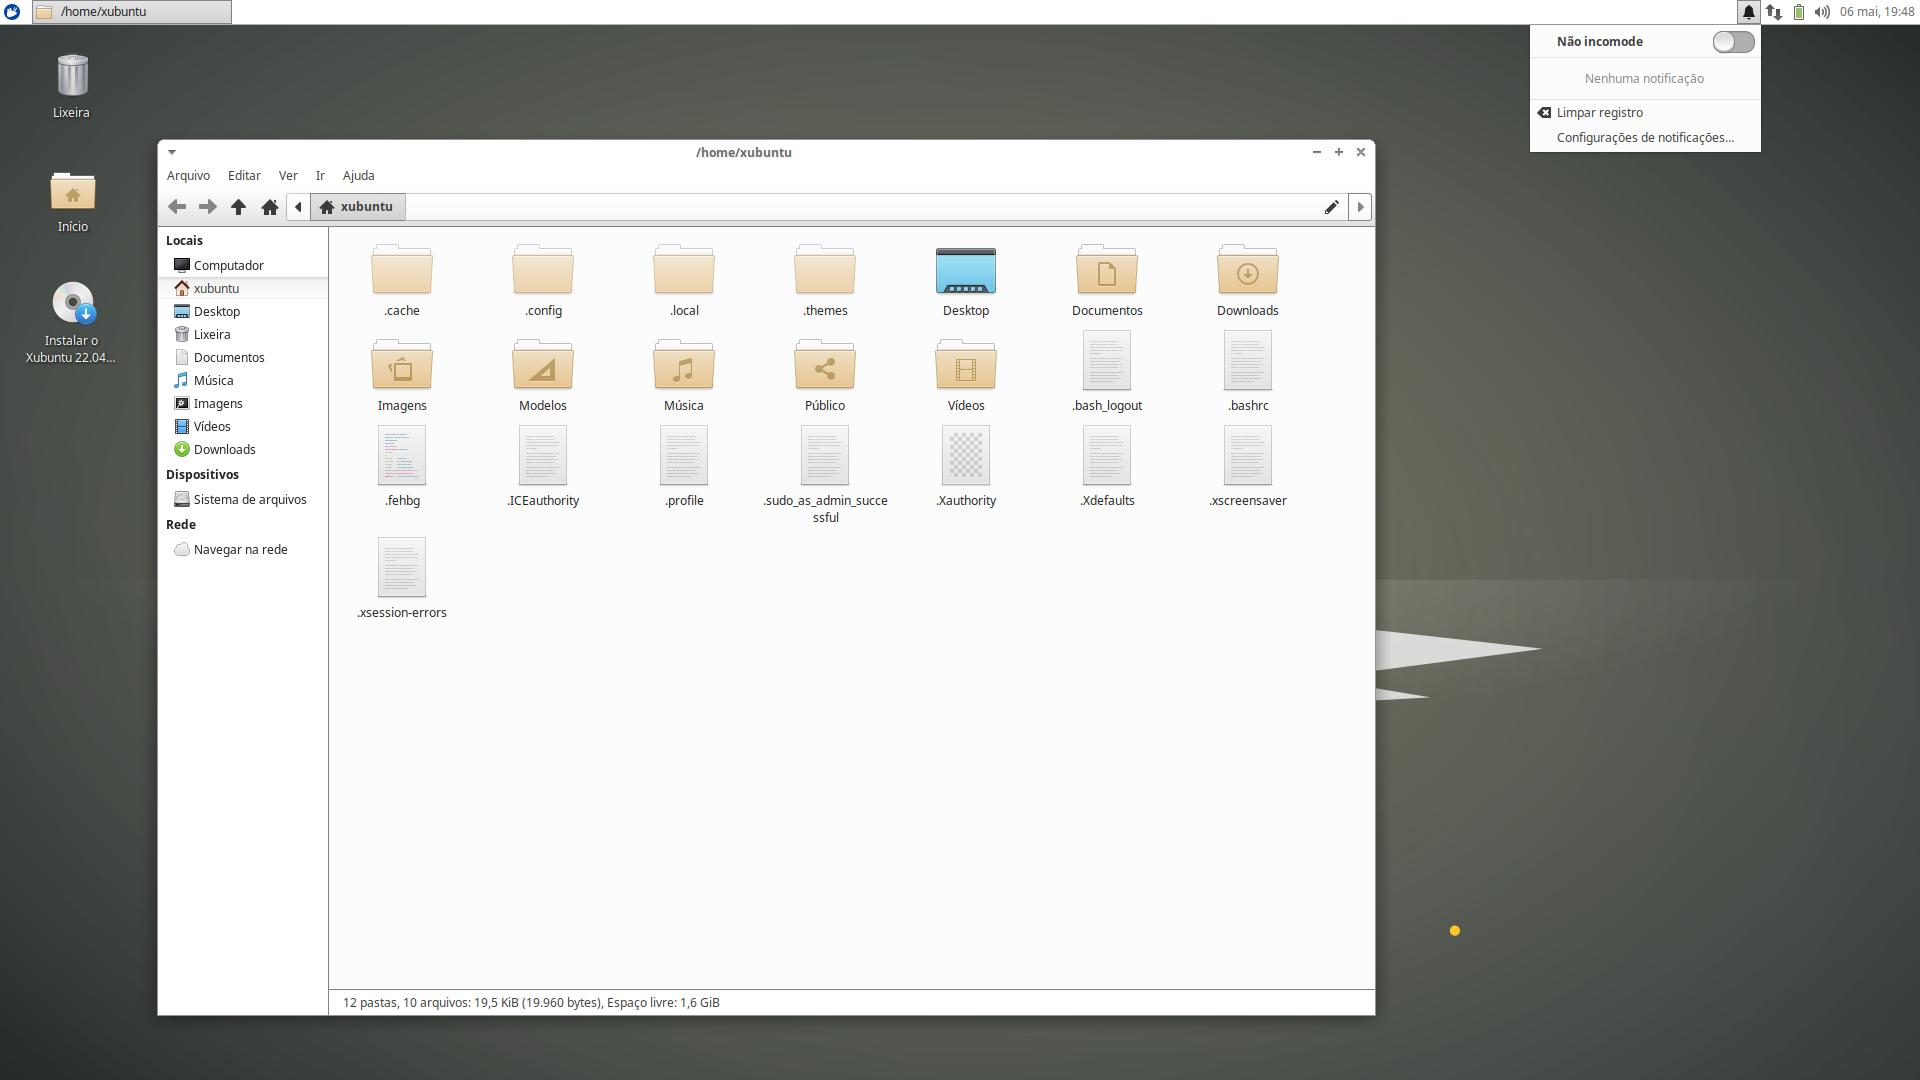 /home/xubuntu
06 mai, 19:48
Não incomode
Nenhuma notificação
Limpar registro
Configurações de notificações...
Lixeira
Início
Instalar o
Xubuntu 22.04...
/home/xubuntu
Arquivo Editar Ver Ir Ajuda
xubuntu
Locais
Computador
xubuntu
Desktop
Lixeira
Documentos
Música
Imagens
Vídeos
Downloads
Dispositivos
Sistema de arquivos
Rede
Navegar na rede
.cache .config .local .themes Desktop Documentos Downloads
Imagens Modelos Música Público Vídeos .bash_logout .bashrc
.fehbg .ICEauthority .profile .sudo_as_admin_succe .Xauthority .Xdefaults .xscreensaver
ssful
.xsession-errors
12 pastas, 10 arquivos: 19,5 KiB (19.960 bytes), Espaço livre: 1,6 GiB